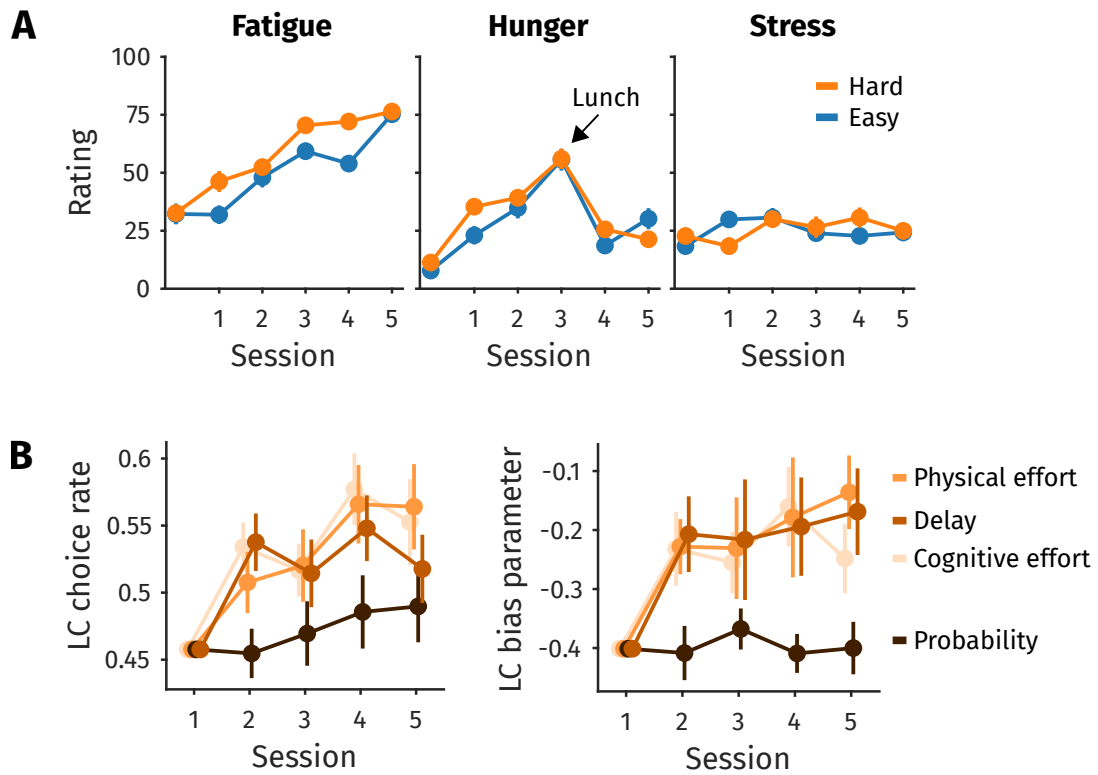 A
Fatigue
Hunger
Stress
Rating
100
75
50
25
0
Lunch
Hard
Easy
1 2 3 4 5
1 2 3 4 5
1 2 3 4 5
Session
Session
Session
B
LC choice rate
0.6
0.55
0.5
0.45
1 2 3 4 5
Session
LC bias parameter
-0.1
-0.2
-0.3
-0.4
1 2 3 4 5
Session
Physical effort
Delay
Cognitive effort
Probability